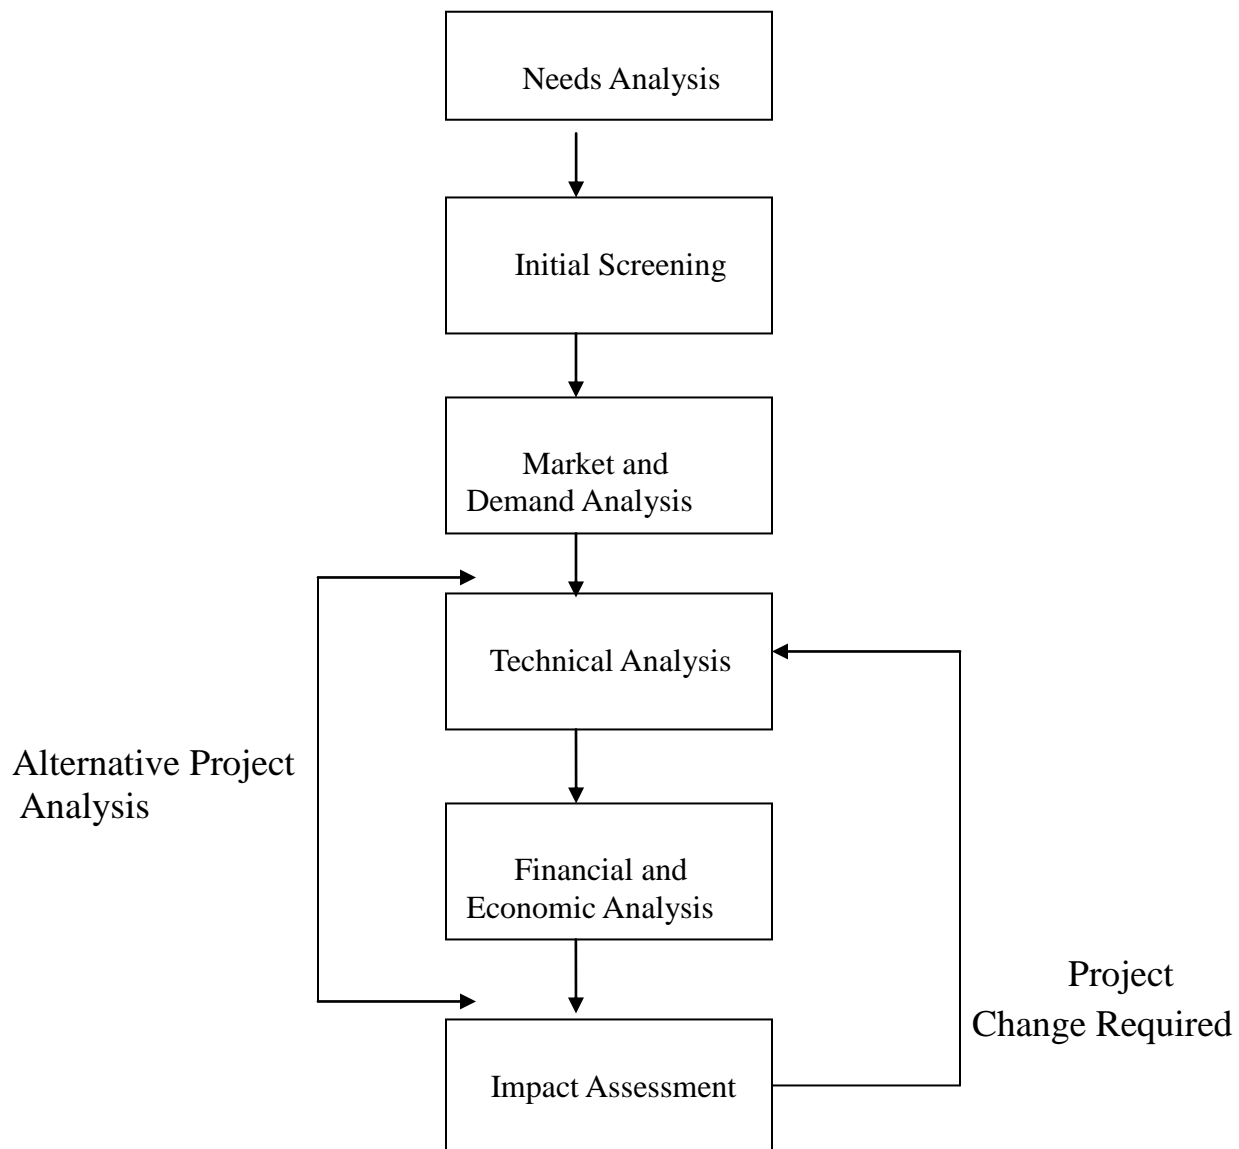 Needs Analysis
Initial Screening
Market and
Demand Analysis
Technical Analysis
Alternative Project
Analysis
Financial and
Economic Analysis
Project
Change Required
Impact Assessment